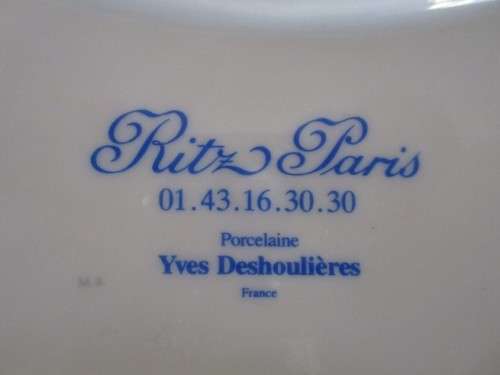 Ritz Paris
01.43.16.30.30
Porcelaine
Yves Deshoulières
France